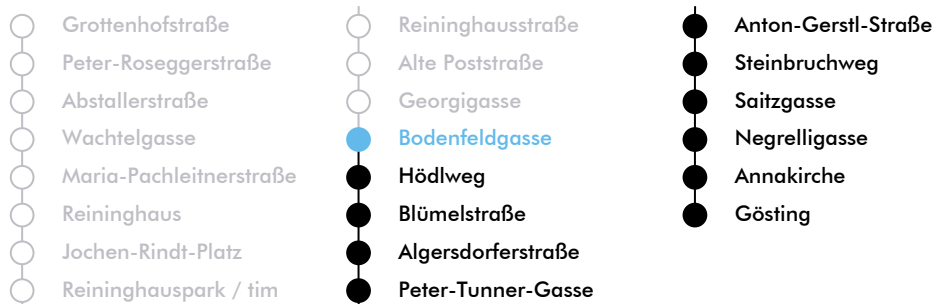 Grottenhofstraße
Peter-Roseggerstraße
Abstallerstraße
Wachtelgasse
Maria-Pachleitnerstraße
Reininghaus
Jochen-Rindt-Platz
Reininghauspark / tim
Reininghausstraße
Alte Poststraße
Georgigasse
Bodenfeldgasse
Hödlweg
Blümelstraße
Algersdorferstraße
Peter-Tunner-Gasse
Anton-Gerstl-Straße
Steinbruchweg
Saitzgasse
Negrelligasse
Annakirche
Gösting